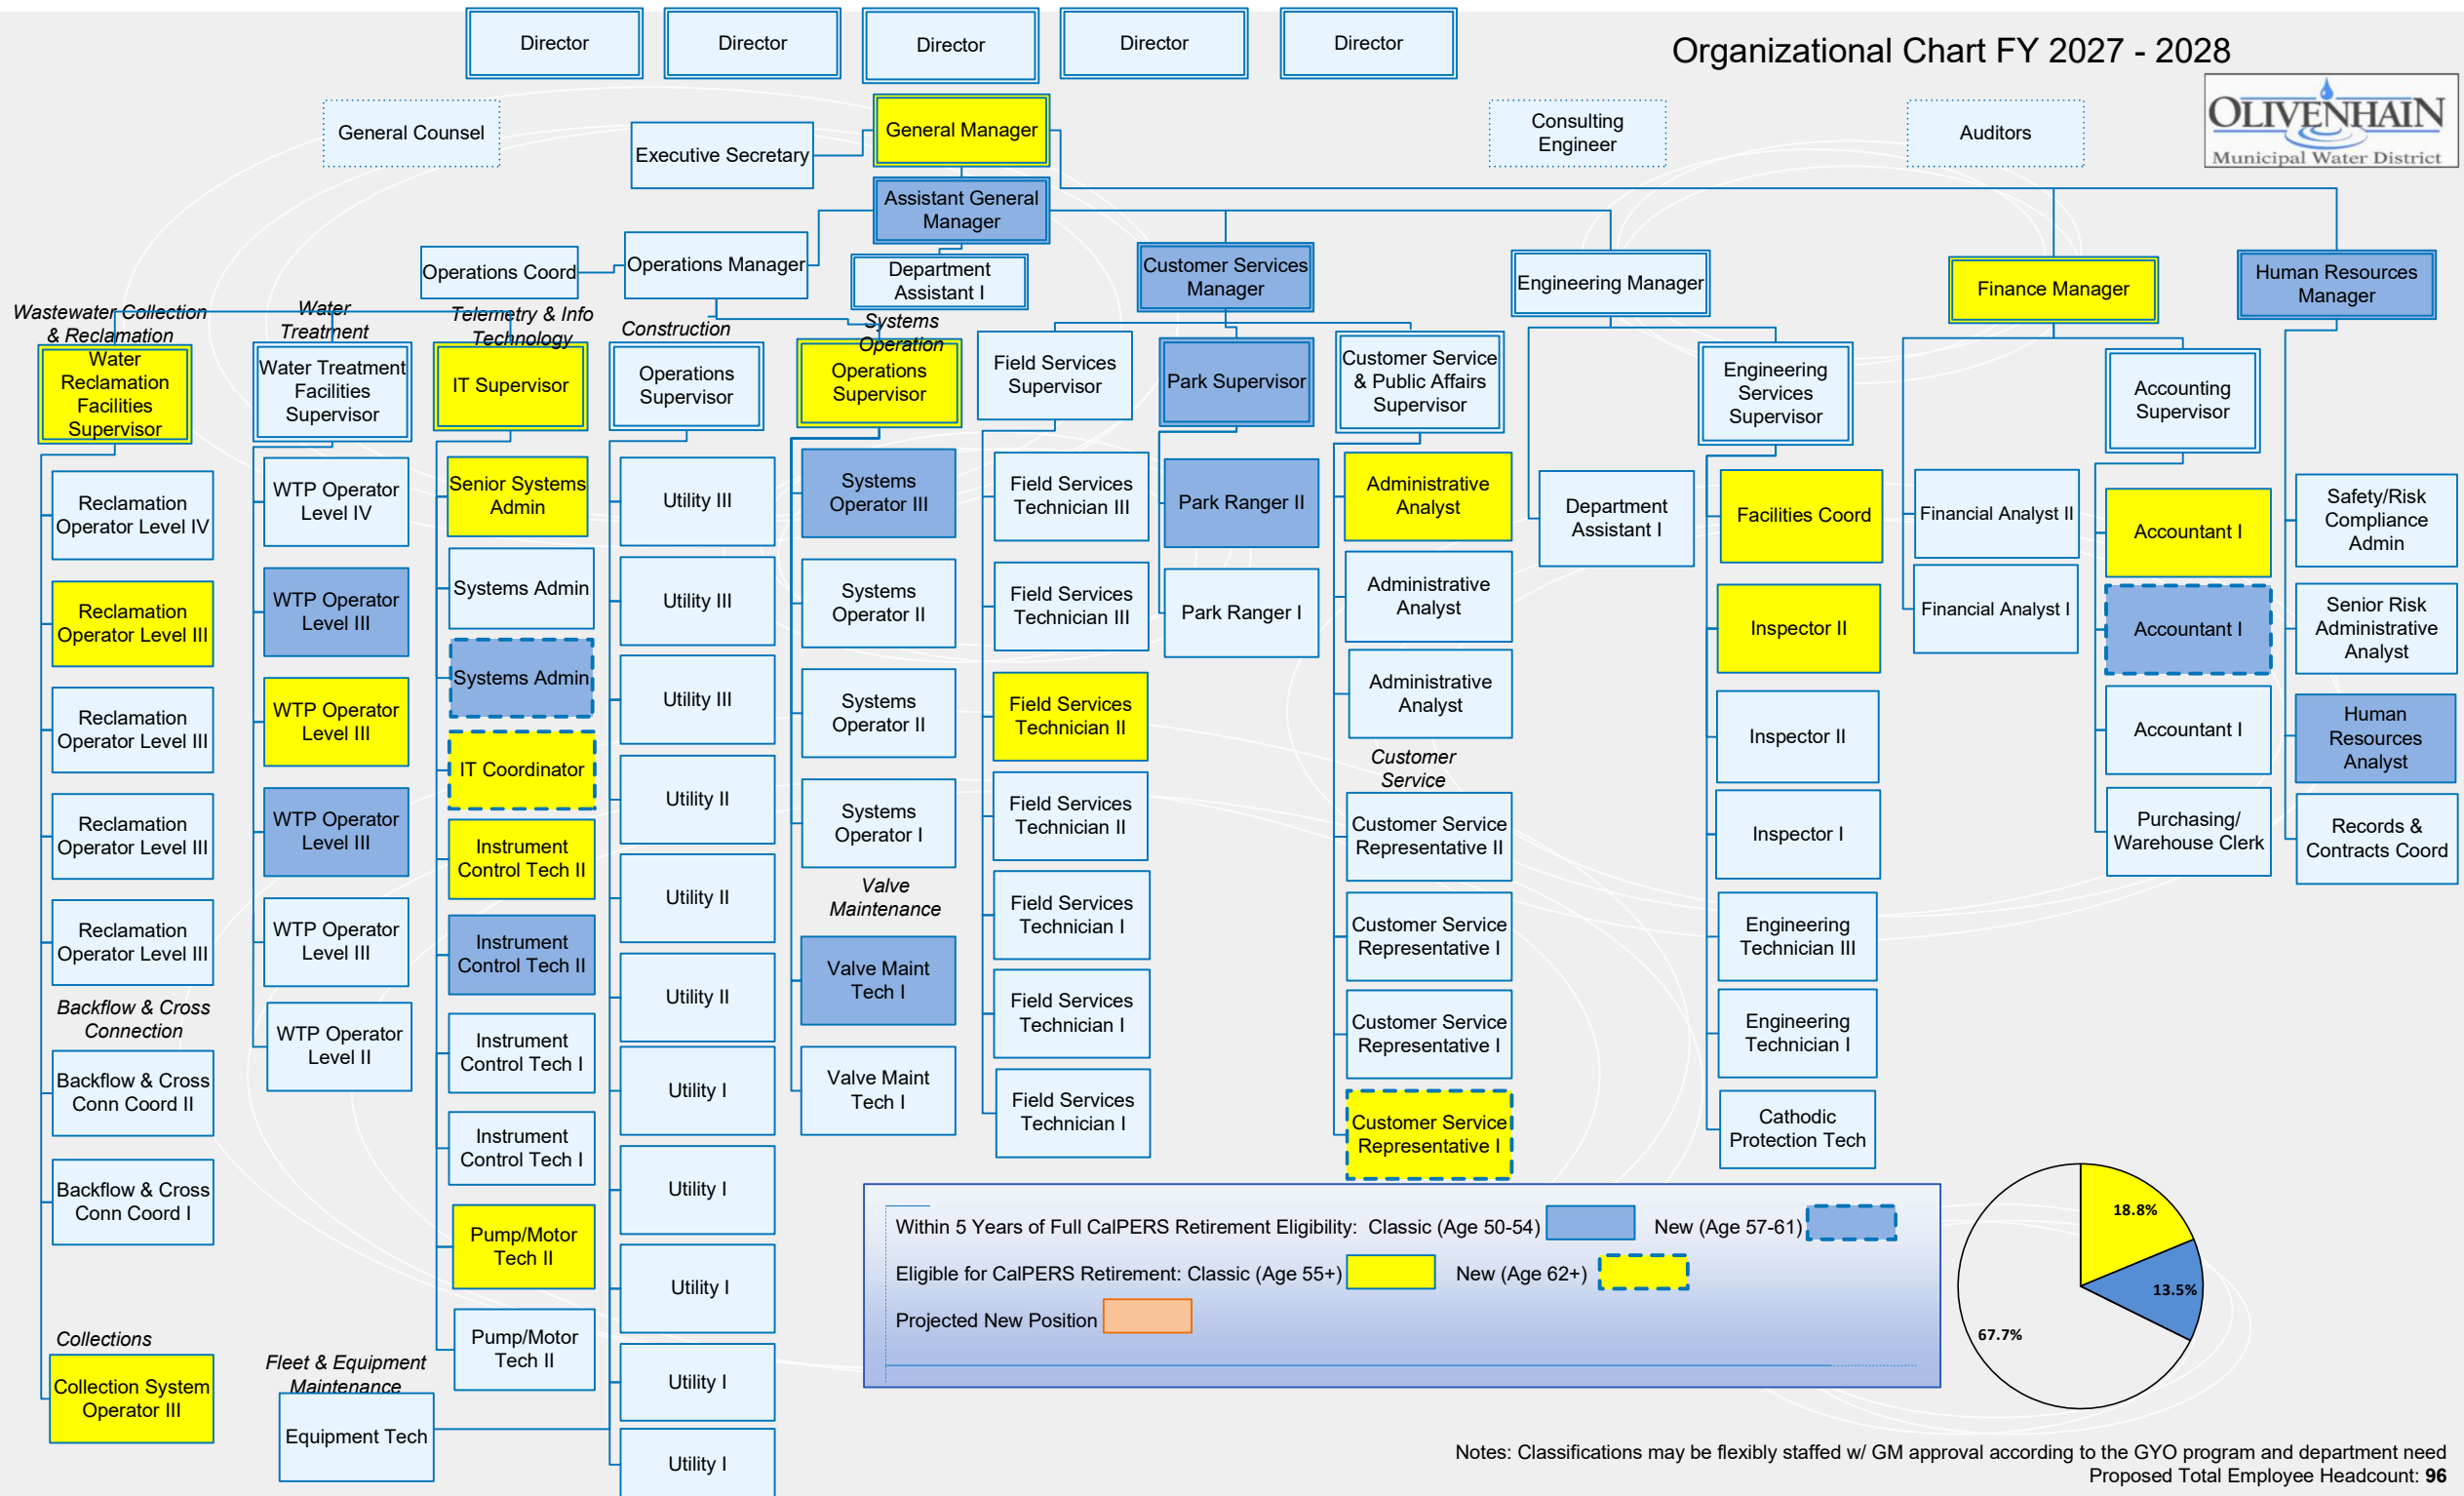 Director
Director
Director
Director
Director
Organizational Chart FY 2027 - 2028
OLIVENHAIN
Municipal Water District
General Counsel
Executive Secretary
General Manager
Consulting
Engineer
Auditors
Assistant General
Manager
Operations Coord
Operations Manager
Department
Assistant I
Customer Services
Manager
Engineering Manager
Finance Manager
Human Resources
Manager
Wastewater Collection
& Reclamation
Water
Reclamation
Facilities
Supervisor
Reclamation
Operator Level IV
Reclamation
Operator Level III
Reclamation
Operator Level III
Reclamation
Operator Level III
Reclamation
Operator Level III
Backflow & Cross
Connection
Backflow & Cross
Conn Coord II
Backflow & Cross
Conn Coord I
Collections
Collection System
Operator III
Water
Treatment
Water Treatment
Facilities
Supervisor
WTP Operator
Level IV
WTP Operator
Level III
WTP Operator
Level III
WTP Operator
Level III
WTP Operator
Level III
WTP Operator
Level II
Fleet & Equipment
Maintenance
Equipment Tech
Telemetry & Info
Technology
IT Supervisor
Senior Systems
Admin
Systems Admin
Systems Admin
IT Coordinator
Instrument
Control Tech II
Instrument
Control Tech II
Instrument
Control Tech I
Instrument
Control Tech I
Pump/Motor
Tech II
Pump/Motor
Tech II
Construction
Operations
Supervisor
Utility III
Utility III
Utility III
Utility II
Utility II
Utility II
Utility I
Utility I
Utility I
Utility I
Utility I
Systems
Operation
Operations
Supervisor
Systems
Operator III
Systems
Operator II
Systems
Operator II
Systems
Operator I
Valve
Maintenance
Valve Maint
Tech I
Valve Maint
Tech I
Field Services
Supervisor
Field Services
Technician III
Field Services
Technician III
Field Services
Technician II
Field Services
Technician II
Field Services
Technician I
Field Services
Technician I
Field Services
Technician I
Park Supervisor
Park Ranger II
Park Ranger I
Customer Service
& Public Affairs
Supervisor
Administrative
Analyst
Administrative
Analyst
Administrative
Analyst
Customer
Service
Customer Service
Representative II
Customer Service
Representative I
Customer Service
Representative I
Customer Service
Representative I
Department
Assistant I
Engineering
Services
Supervisor
Facilities Coord
Inspector II
Inspector II
Inspector I
Engineering
Technician III
Engineering
Technician I
Cathodic
Protection Tech
Financial Analyst II
Financial Analyst I
Accounting
Supervisor
Accountant I
Accountant I
Accountant I
Purchasing/
Warehouse Clerk
Safety/Risk
Compliance
Admin
Senior Risk
Administrative
Analyst
Human
Resources
Analyst
Records &
Contracts Coord
Within 5 Years of Full CalPERS Retirement Eligibility: Classic (Age 50-54) New (Age 57-61)
Eligible for CalPERS Retirement: Classic (Age 55+) New (Age 62+)
Projected New Position
18.8%
13.5%
67.7%
Notes: Classifications may be flexibly staffed w/ GM approval according to the GYO program and department need
Proposed Total Employee Headcount: 96